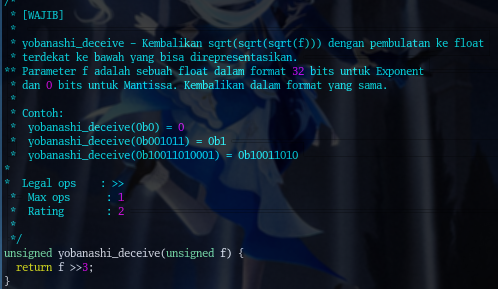 /*
* [WAJIB]
*
* yobanashi_deceive – Kembalikan sqrt(sqrt(sqrt(f))) dengan pembulatan ke float
* terdekat ke bawah yang bisa direpresentasikan.
** Parameter f adalah sebuah float dalam format 32 bits untuk Exponent
* dan 0 bits untuk Mantissa. Kembalikan dalam format yang sama.
*
* Contoh:
* yobanashi_deceive(0b0) = 0
* yobanashi_deceive(0b001011) = 0b1
* yobanashi_deceive(0b10011010001) = 0b10011010
*
* Legal ops : >>
* Max ops : 1
* Rating : 2
*
*/
unsigned yobanashi_deceive(unsigned f) {
return f >>3;
}